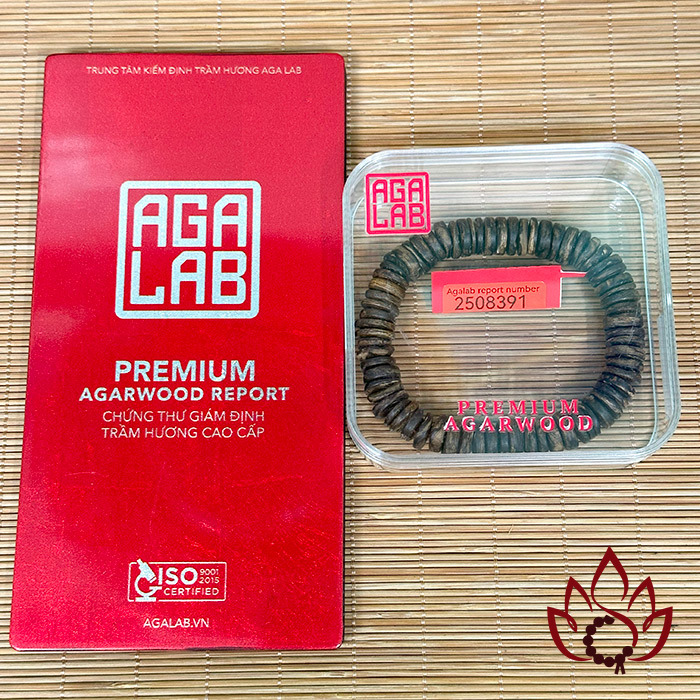 TRUNG TÂM KIỂM ĐỊNH TRẦM HƯƠNG AGA LAB
AGA
LAB
PREMIUM
AGARWOOD REPORT
CHỨNG THƯ GIÁM ĐỊNH
TRẦM HƯƠNG CAO CẤP
ISO 9001 2015
CERTIFIED
AGALAB.VN
AGA
LAB
Agalab report number
2508391
PREMIUM
AGARWOOD